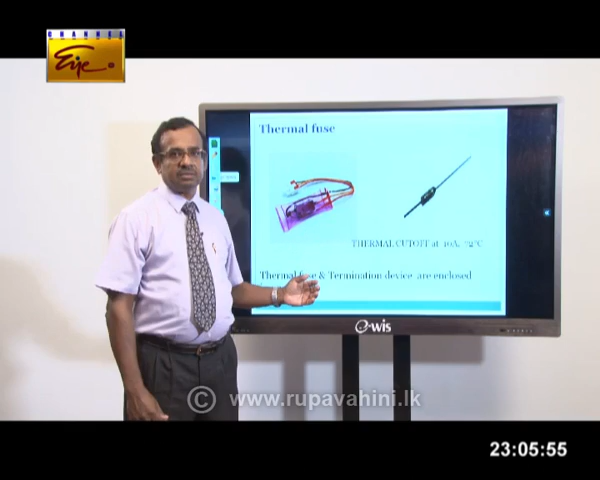 CHANNEL
Eye
Thermal fuse
THERMAL CUTOFF at 10A, 72°C
Thermal fuse & Termination device are enclosed
e-wis
© www.rupavahini.lk
23:05:55